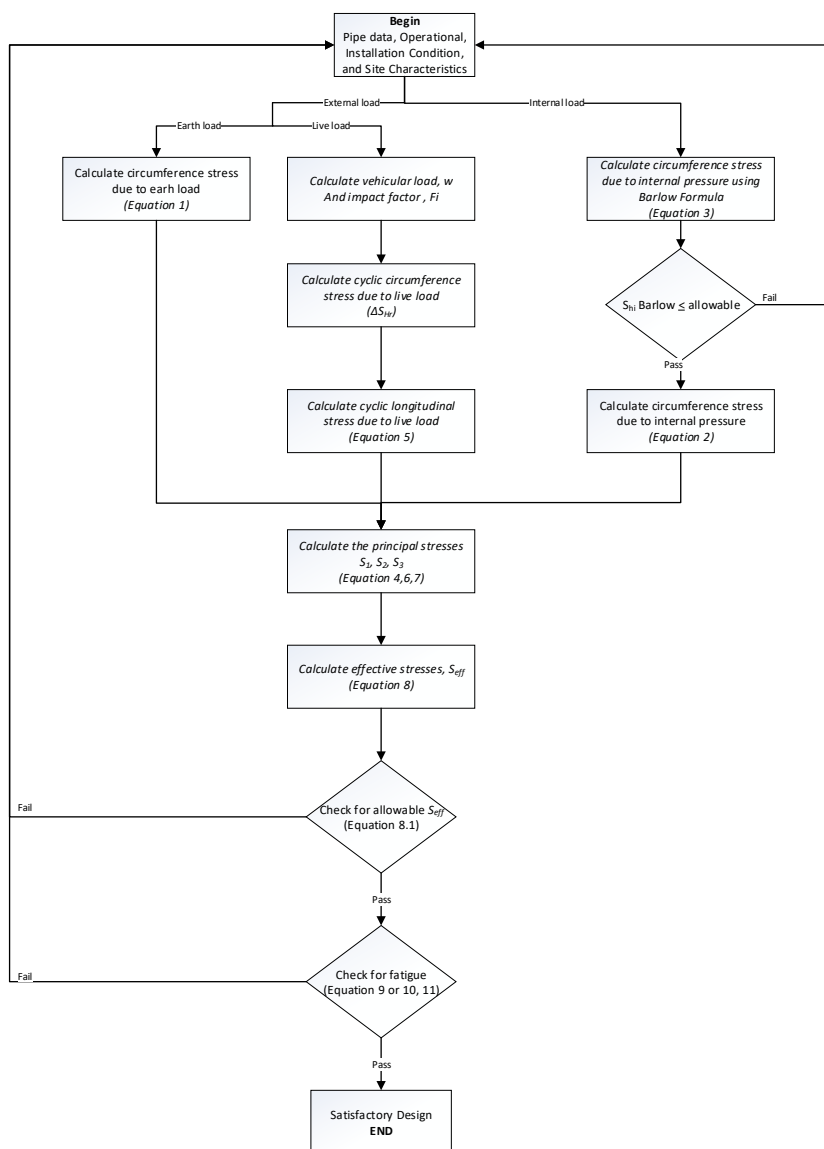 Begin
Pipe data, Operational,
Installation Condition,
and Site Characteristics
External load
Internal load
Earth load
Live load
Calculate circumference stress
due to earh load
(Equation 1)
Calculate vehicular load, w
And impact factor , Fi
Calculate circumference stress
due to internal pressure using
Barlow Formula
(Equation 3)
Calculate cyclic circumference
stress due to live load
(ΔS_Hr)
S_hi Barlow ≤ allowable
Fail
Pass
Calculate cyclic longitudinal
stress due to live load
(Equation 5)
Calculate circumference stress
due to internal pressure
(Equation 2)
Calculate the principal stresses
S₁, S₂, S₃
(Equation 4,6,7)
Calculate effective stresses, S_eff
(Equation 8)
Fail
Check for allowable S_eff
(Equation 8.1)
Pass
Fail
Check for fatigue
(Equation 9 or 10, 11)
Pass
Satisfactory Design
END